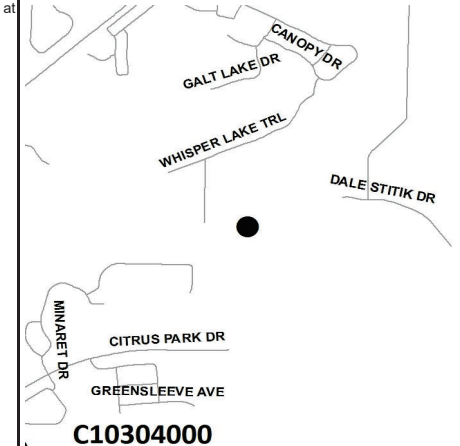 at
CANOPY DR
GALT LAKE DR
WHISPER LAKE TRL
DALE STITIK DR
MINARET DR
CITRUS PARK DR
GREENSLEEVE AVE
C10304000